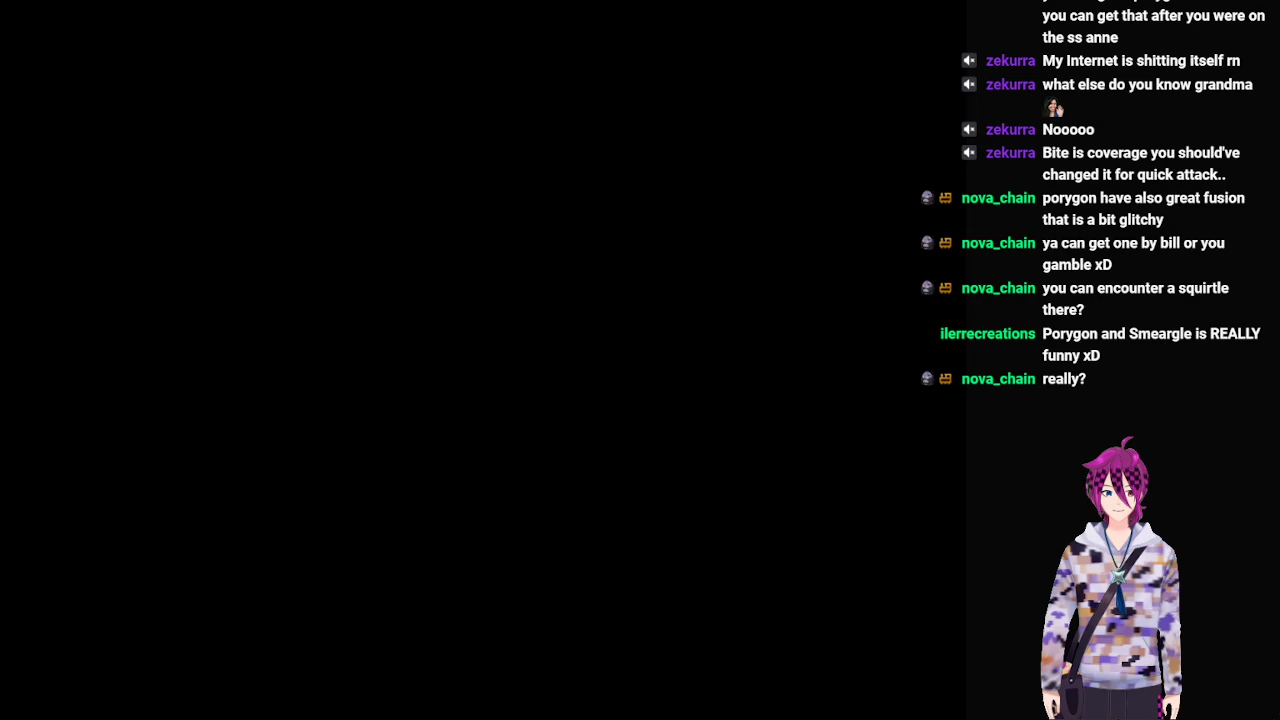 you can get that after you were on
the ss anne
zekurra My Internet is shitting itself rn
zekurra what else do you know grandma
zekurra Nooooo
zekurra Bite is coverage you should've
changed it for quick attack..
nova_chain porygon have also great fusion
that is a bit glitchy
nova_chain ya can get one by bill or you
gamble xD
nova_chain you can encounter a squirtle
there?
ilerrecreations Porygon and Smeargle is REALLY
funny xD
nova_chain really?